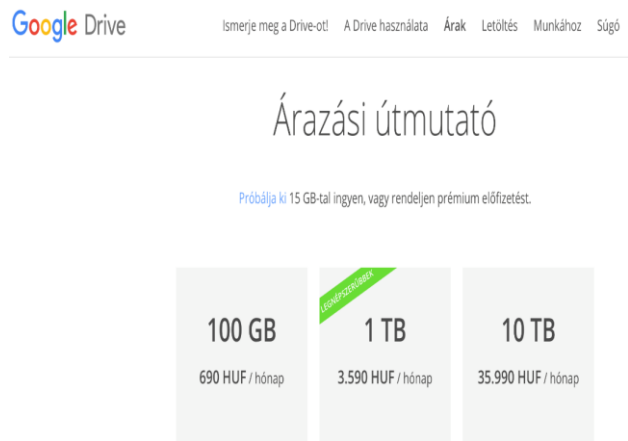 Google Drive
Ismerje meg a Drive-ot! A Drive használata Árak Letöltés Munkához Súgó
Árazási útmutató
Próbálja ki 15 GB-tal ingyen, vagy rendeljen prémium előfizetést.
LEGNÉPSZERŰBBEK
100 GB 1 TB 10 TB
690 HUF / hónap 3.590 HUF / hónap 35.990 HUF / hónap